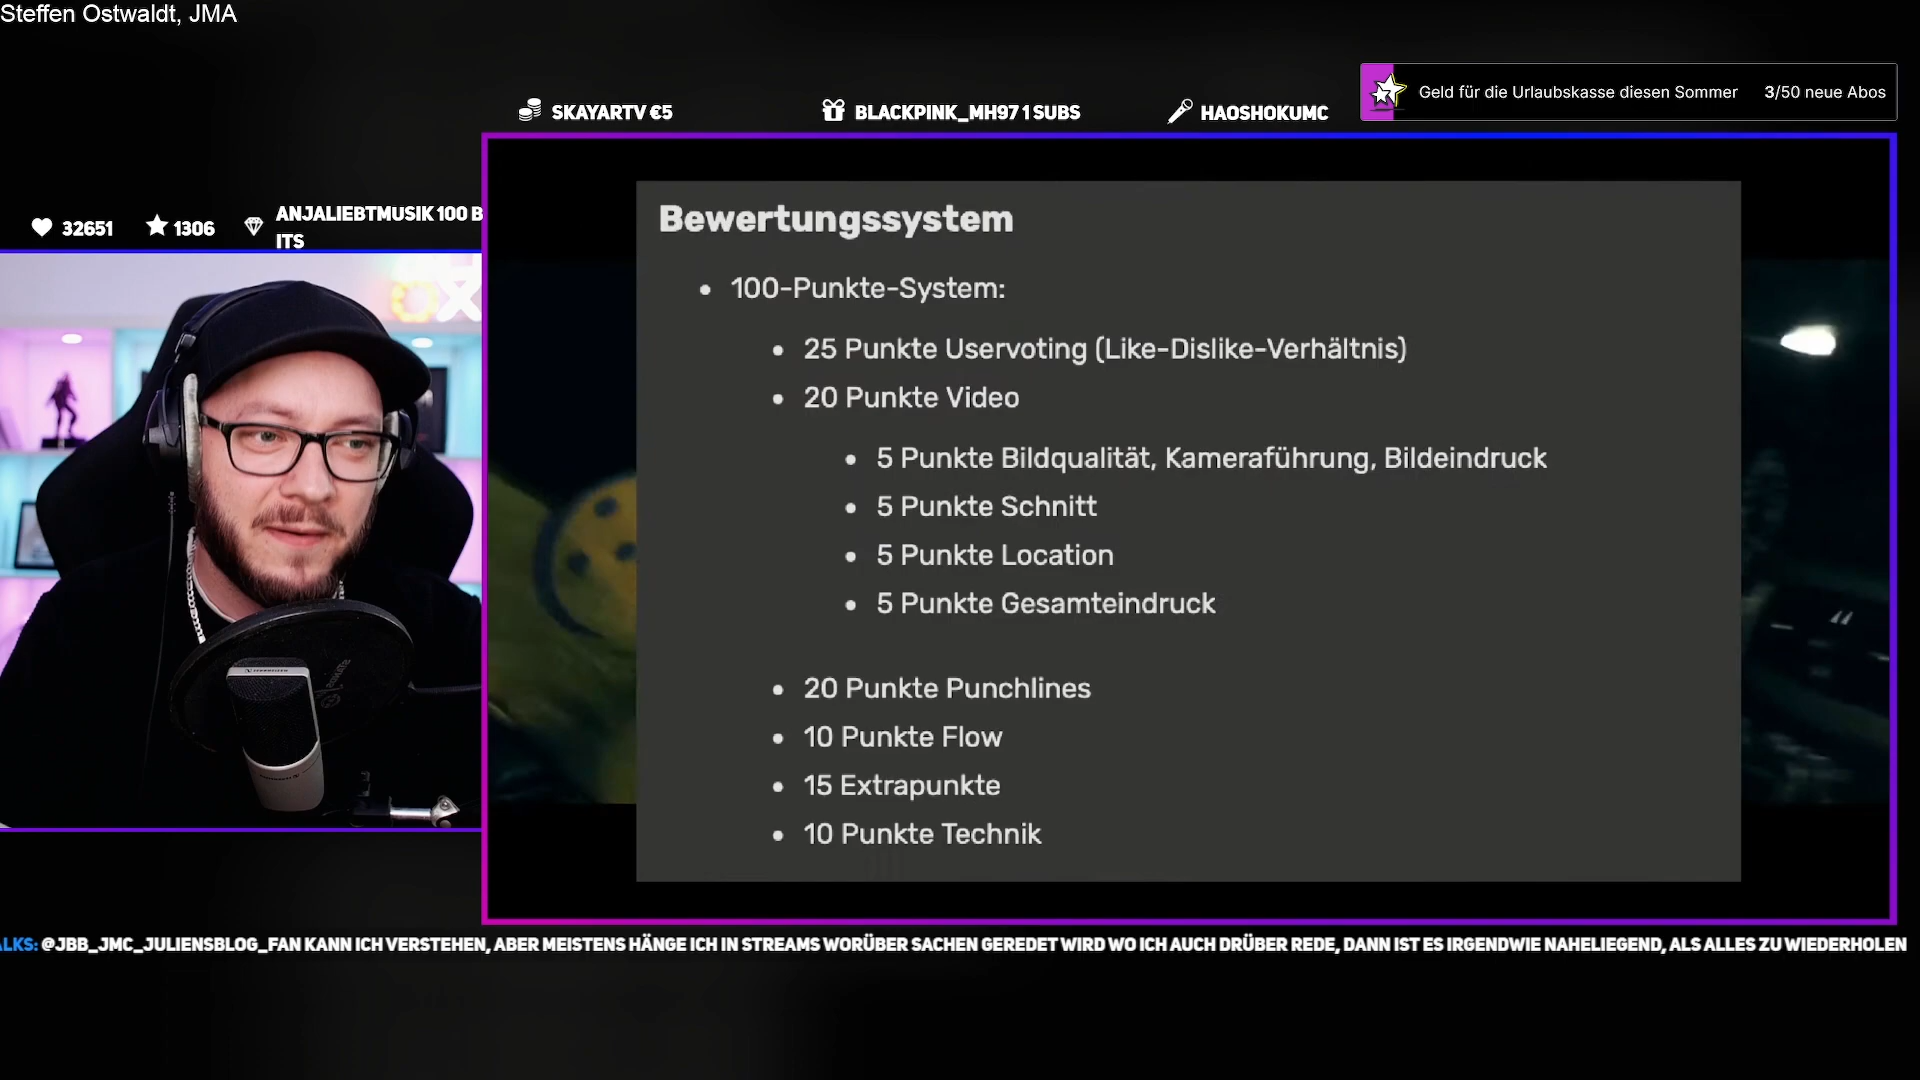 Steffen Ostwaldt, JMA
Geld für die Urlaubskasse diesen Sommer 3/50 neue Abos
SKAYARTV €5
BLACKPINK_MH97 1 SUBS
HAOSHOKUMC
32651
1306
ANJALIEBTMUSIK 100 B
ITS
Bewertungssystem
100-Punkte-System:
25 Punkte Uservoting (Like-Dislike-Verhältnis)
20 Punkte Video
5 Punkte Bildqualität, Kameraführung, Bildeindruck
5 Punkte Schnitt
5 Punkte Location
5 Punkte Gesamteindruck
20 Punkte Punchlines
10 Punkte Flow
15 Extrapunkte
10 Punkte Technik
ALKS: @JBB_JMC_JULIENSBLOG_FAN KANN ICH VERSTEHEN, ABER MEISTENS HÄNGE ICH IN STREAMS WORÜBER SACHEN GEREDET WIRD WO ICH AUCH DRÜBER REDE, DANN IST ES IRGENDWIE NAHELIEGEND, ALS ALLES ZU WIEDERHOLEN